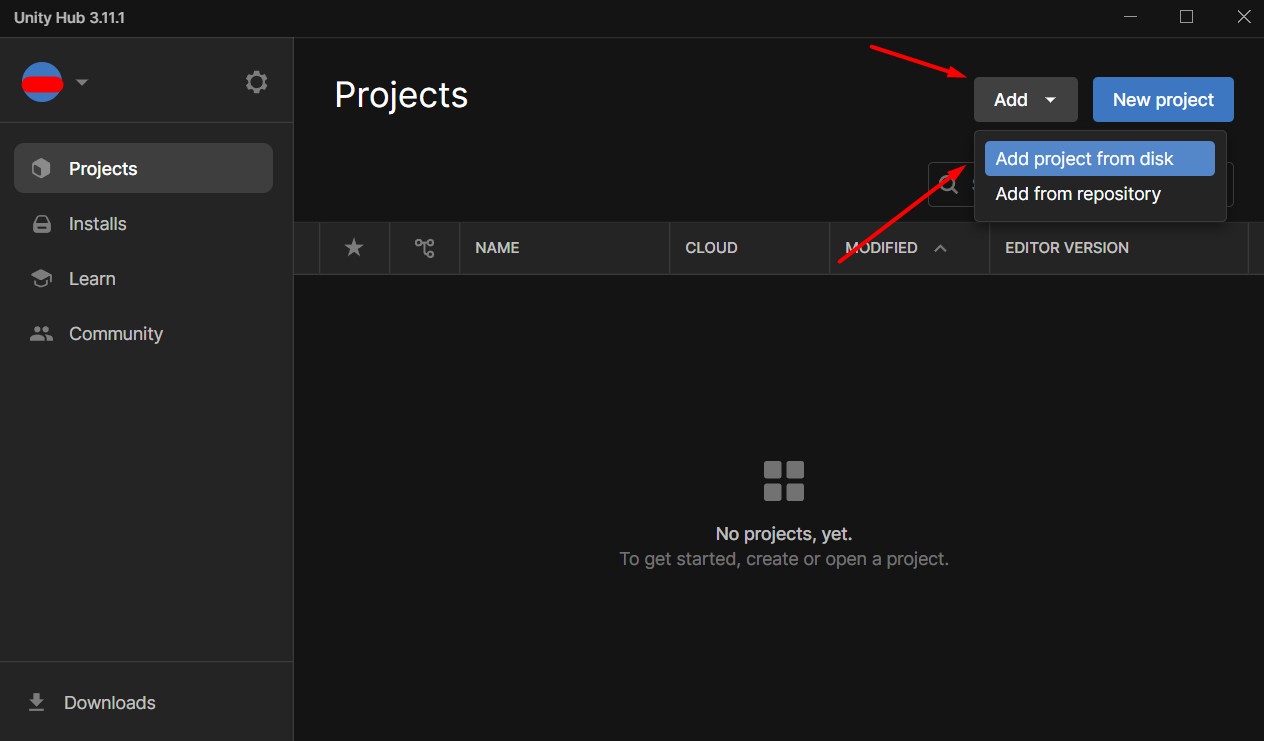 Unity Hub 3.11.1
Projects
Add
New project
Add project from disk
Add from repository
Projects
Installs
Learn
Community
NAME
CLOUD
MODIFIED
EDITOR VERSION
No projects, yet.
To get started, create or open a project.
Downloads